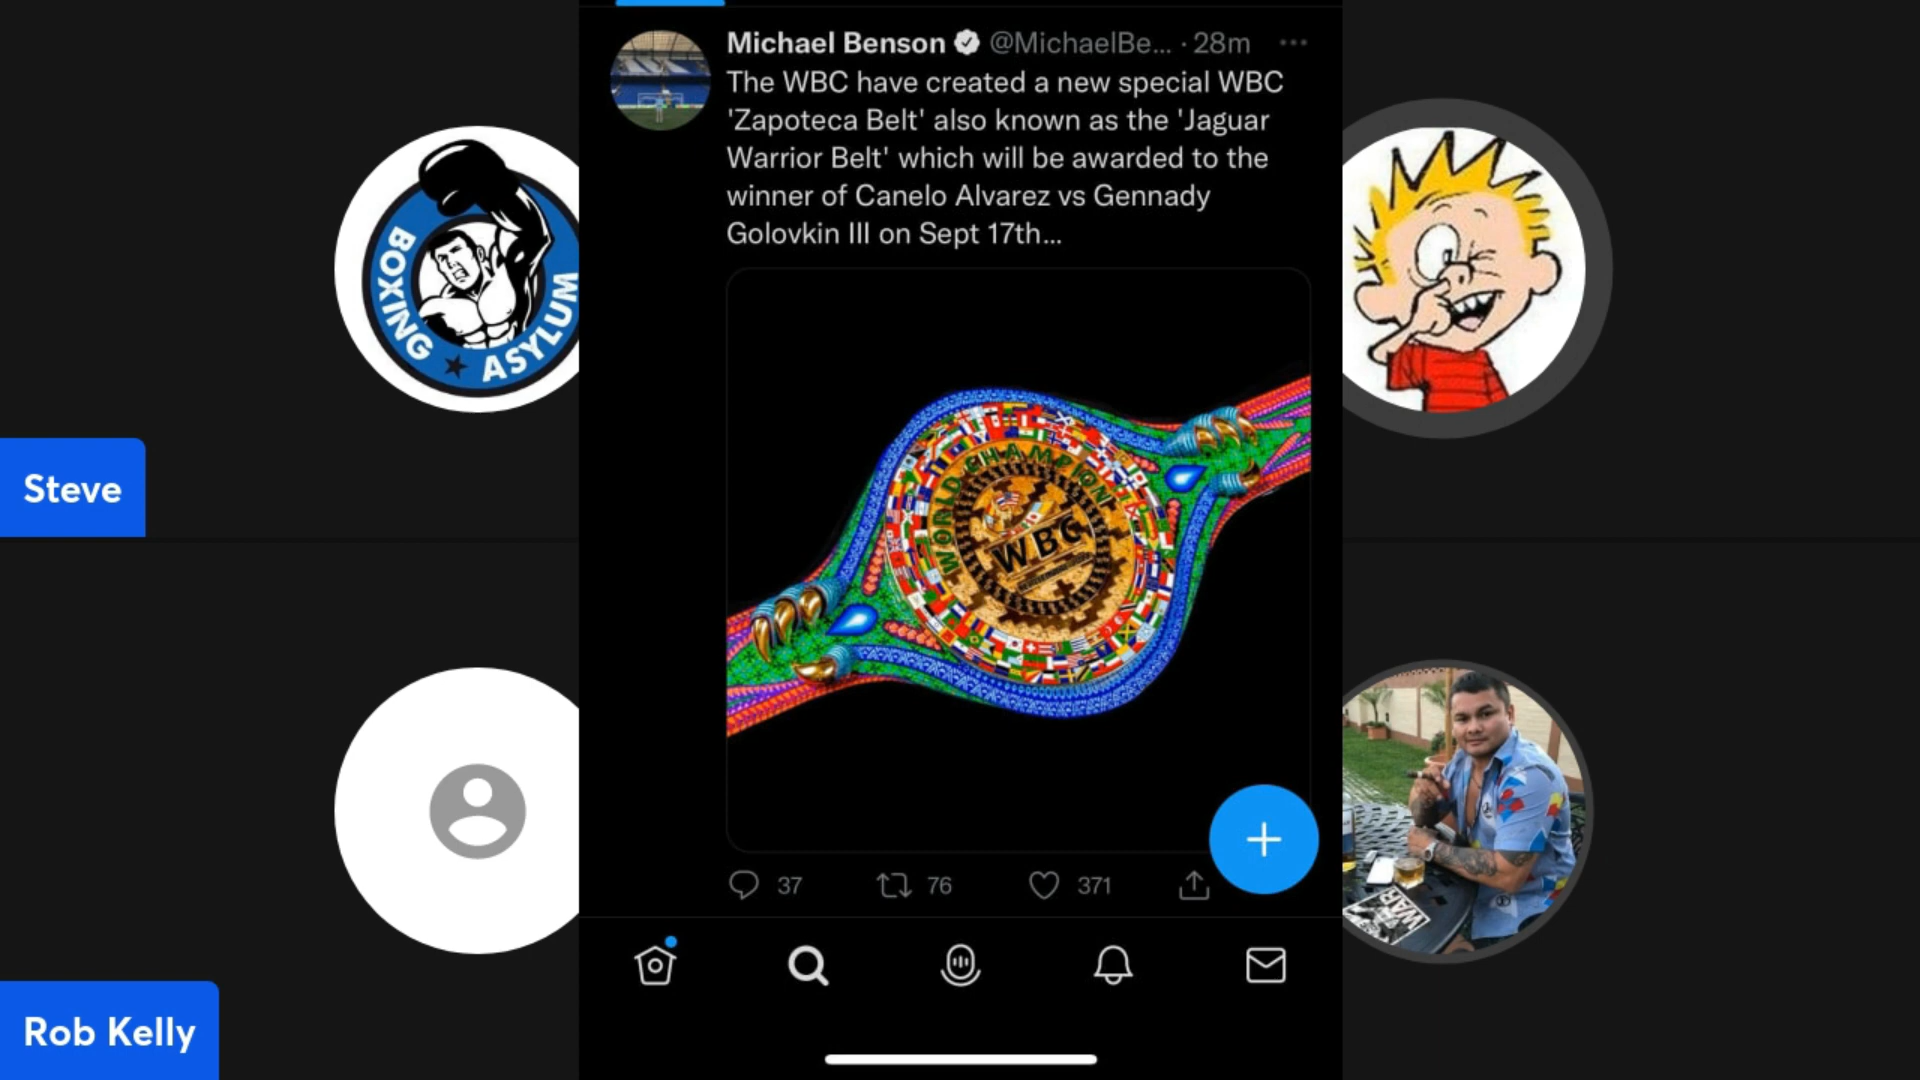 Michael Benson @MichaelBe... · 28m
The WBC have created a new special WBC
'Zapoteca Belt' also known as the 'Jaguar
Warrior Belt' which will be awarded to the
winner of Canelo Alvarez vs Gennady
Golovkin III on Sept 17th...
BOXING
ASYLUM
WORLD CHAMPION
WBC
37 76 371
Steve
WAR
Rob Kelly